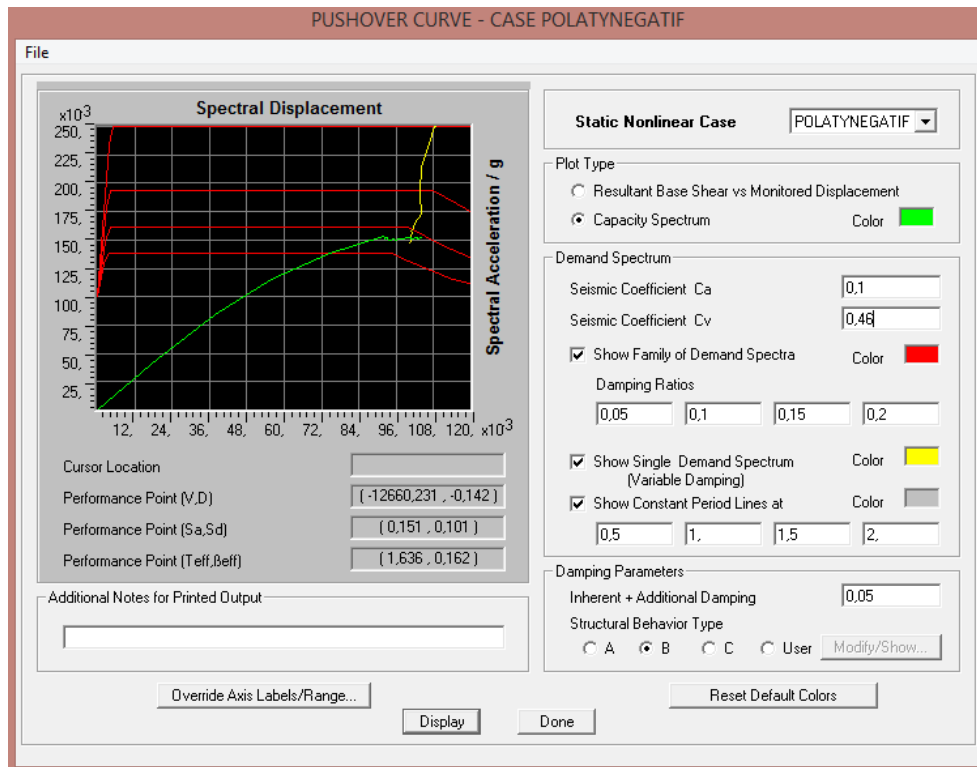 PUSHOVER CURVE - CASE POLATYNEGATIF
File
Spectral Displacement
x10-3
250,
225,
200,
175,
150,
125,
100,
75,
50,
25,
12, 24, 36, 48, 60, 72, 84, 96, 108, 120, x10-3
Spectral Acceleration / g
Cursor Location
Performance Point (V,D) ( -12660,231 , -0,142 )
Performance Point (Sa,Sd) ( 0,151 , 0,101 )
Performance Point (Teff,ßeff) ( 1,636 , 0,162 )
Additional Notes for Printed Output
Override Axis Labels/Range...
Static Nonlinear Case POLATYNEGATIF
Plot Type
Resultant Base Shear vs Monitored Displacement
Capacity Spectrum Color
Demand Spectrum
Seismic Coefficient Ca 0,1
Seismic Coefficient Cv 0,46
Show Family of Demand Spectra Color
Damping Ratios
0,05 0,1 0,15 0,2
Show Single Demand Spectrum Color
(Variable Damping)
Show Constant Period Lines at Color
0,5 1, 1,5 2,
Damping Parameters
Inherent + Additional Damping 0,05
Structural Behavior Type
A B C User Modify/Show...
Reset Default Colors
Display Done